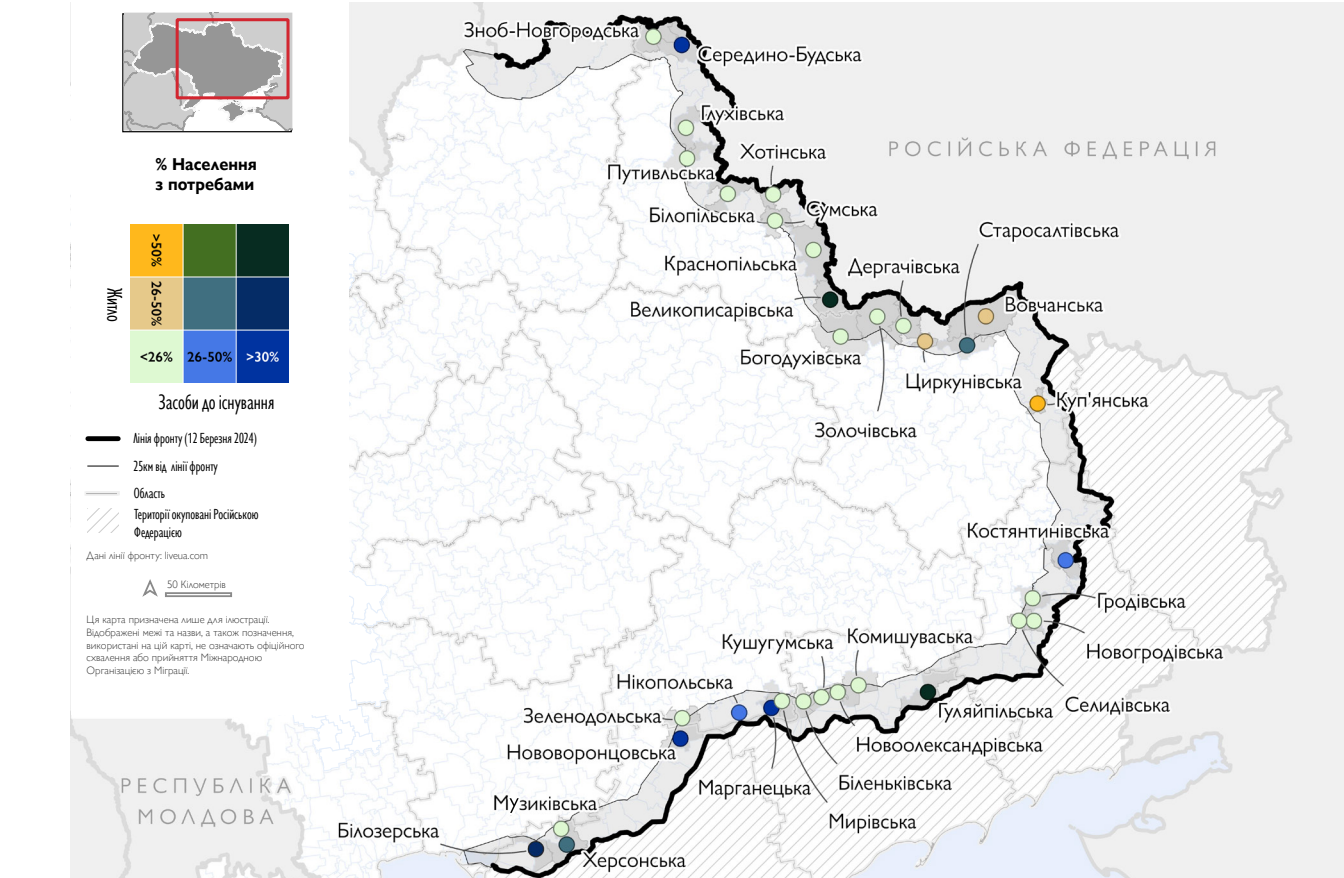 % Населення
з потребами
>50%
26-50%
Житло
<26%
26-50%
>30%
Засоби до існування
Лінія фронту (12 Березня 2024)
25км від лінії фронту
Область
Території окуповані Російською
Федерацією
Дані лінії фронту: liveua.com
50 Кілометрів
Ця карта призначена лише для ілюстрації.
Відображені межі та назви, а також позначення,
використані на цій карті, не означають офіційного
схвалення або прийняття Міжнародною
Організацією з Міграції.
Зноб-Новгородська
Середино-Будська
Глухівська
Хотінська
РОСІЙСЬКА ФЕДЕРАЦІЯ
Путивльська
Білопільська
Сумська
Старосалтівська
Краснопільська
Дергачівська
Великописарівська
Вовчанська
Богодухівська
Циркунівська
Куп'янська
Золочівська
Костянтинівська
Гродівська
Кушугумська
Комишуваська
Новогродівська
Нікопольська
Зеленодольська
Гуляйпільська
Селидівська
Нововоронцовська
Новоолександрівська
Марганецька
Біленьківська
РЕСПУБЛІКА
МОЛДОВА
Музиківська
Мирівська
Білозерська
Херсонська